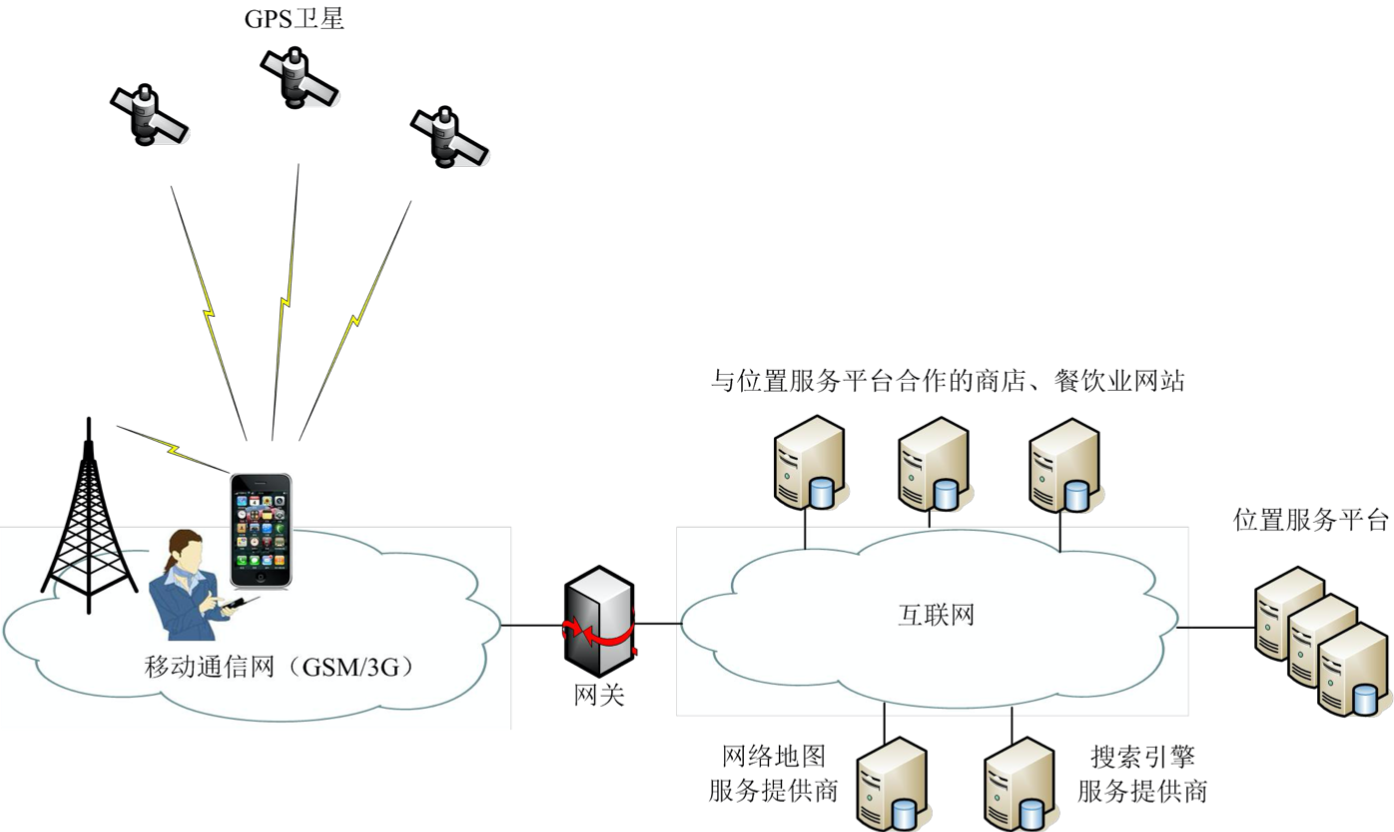 GPS卫星
与位置服务平台合作的商店、餐饮业网站
位置服务平台
互联网
移动通信网（GSM/3G）
网关
网络地图
服务提供商
搜索引擎
服务提供商